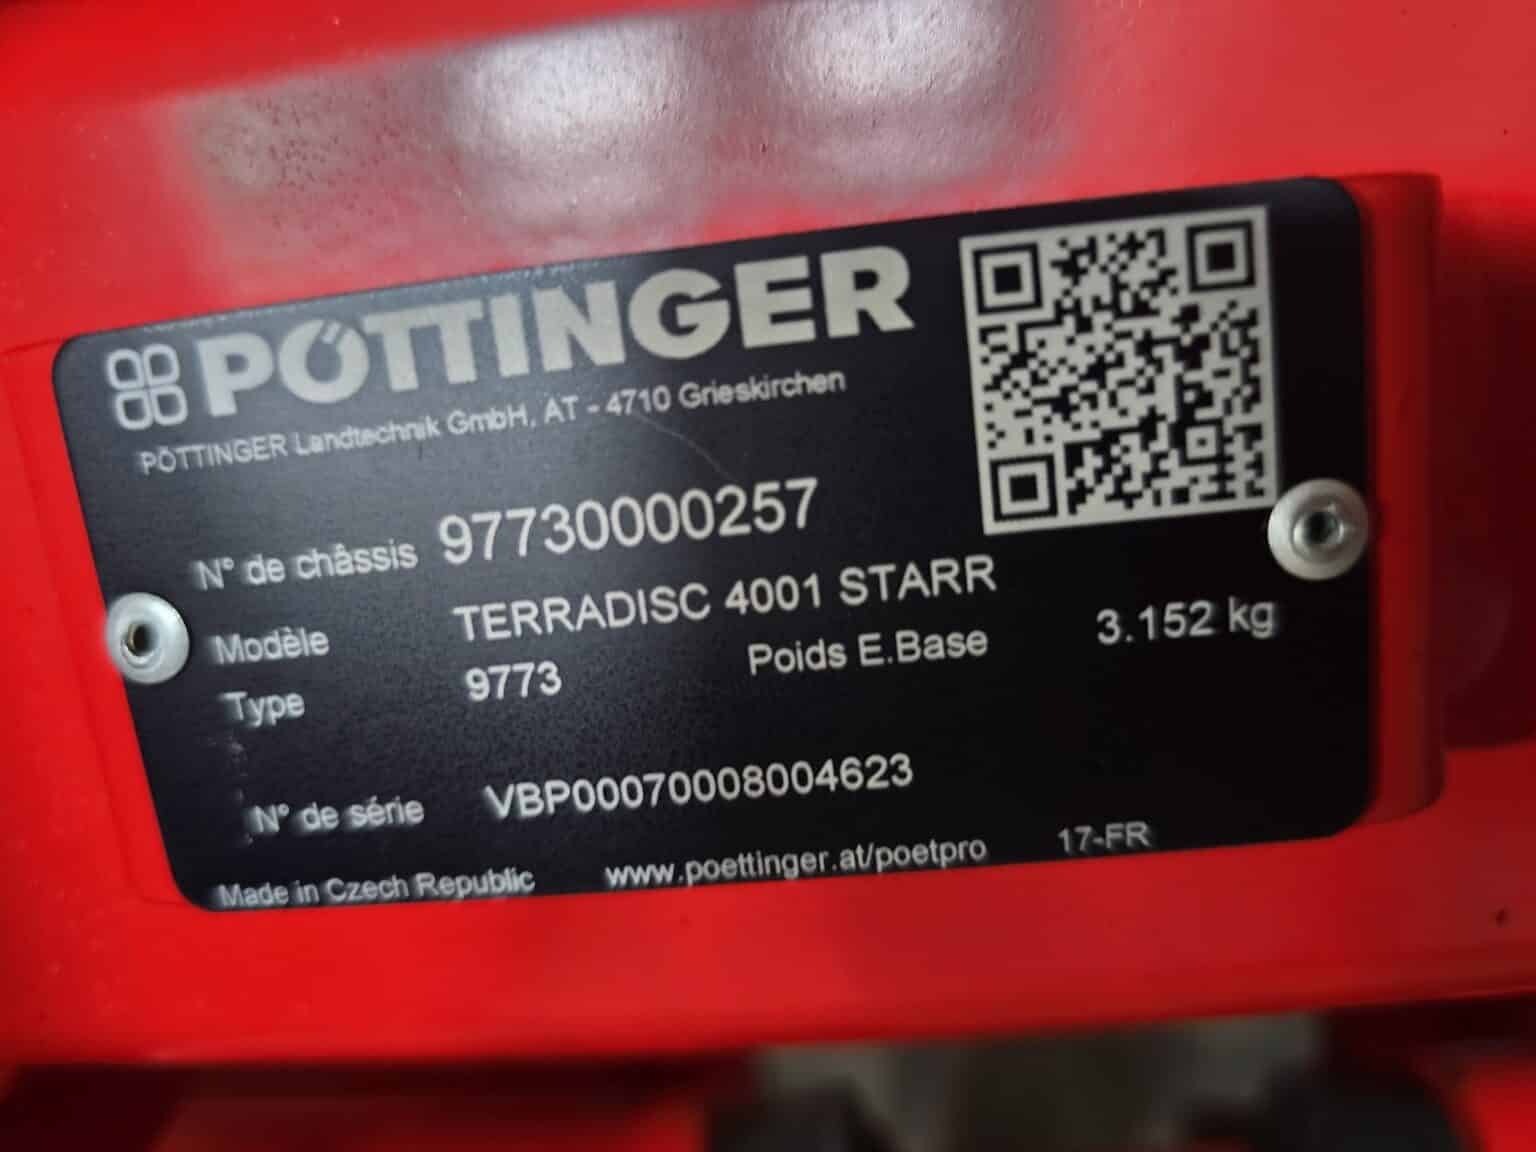 PÖTTINGER
PÖTTINGER Landtechnik GmbH, AT - 4710 Grieskirchen
N° de châssis 97730000257
Modèle TERRADISC 4001 STARR
Type 9773 Poids E.Base 3.152 kg
N° de série VBP00070008004623
Made in Czech Republic www.poettinger.at/poetpro 17-FR